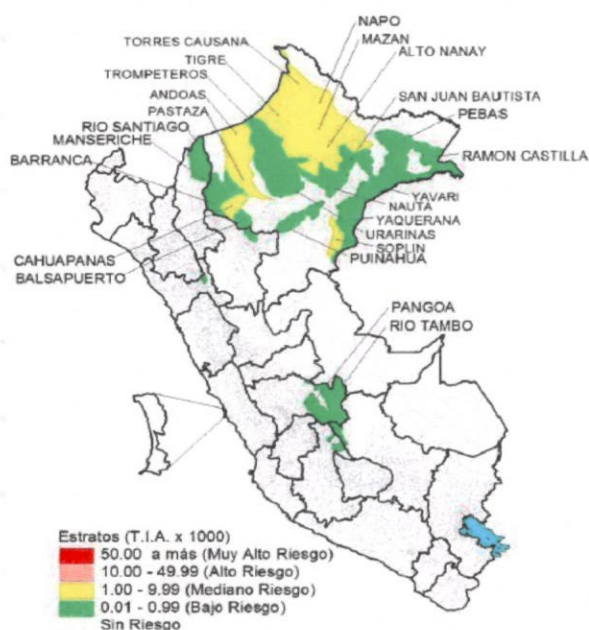 NAPO
MAZAN
ALTO NANAY
TORRES CAUSANA
TIGRE
TROMPETEROS
ANDOAS
PASTAZA
RIO SANTIAGO
MANSERICHE
BARRANCA
SAN JUAN BAUTISTA
PEBAS
RAMON CASTILLA
YAVARI
NAUTA
YAQUERANA
URARINAS
SOPLIN
PUINAHUA
CAHUAPANAS
BALSAPUERTO
PANGOA
RIO TAMBO
Estratos (T.I.A. x 1000)
50.00 a más (Muy Alto Riesgo)
10.00 - 49.99 (Alto Riesgo)
1.00 - 9.99 (Mediano Riesgo)
0.01 - 0.99 (Bajo Riesgo)
Sin Riesgo